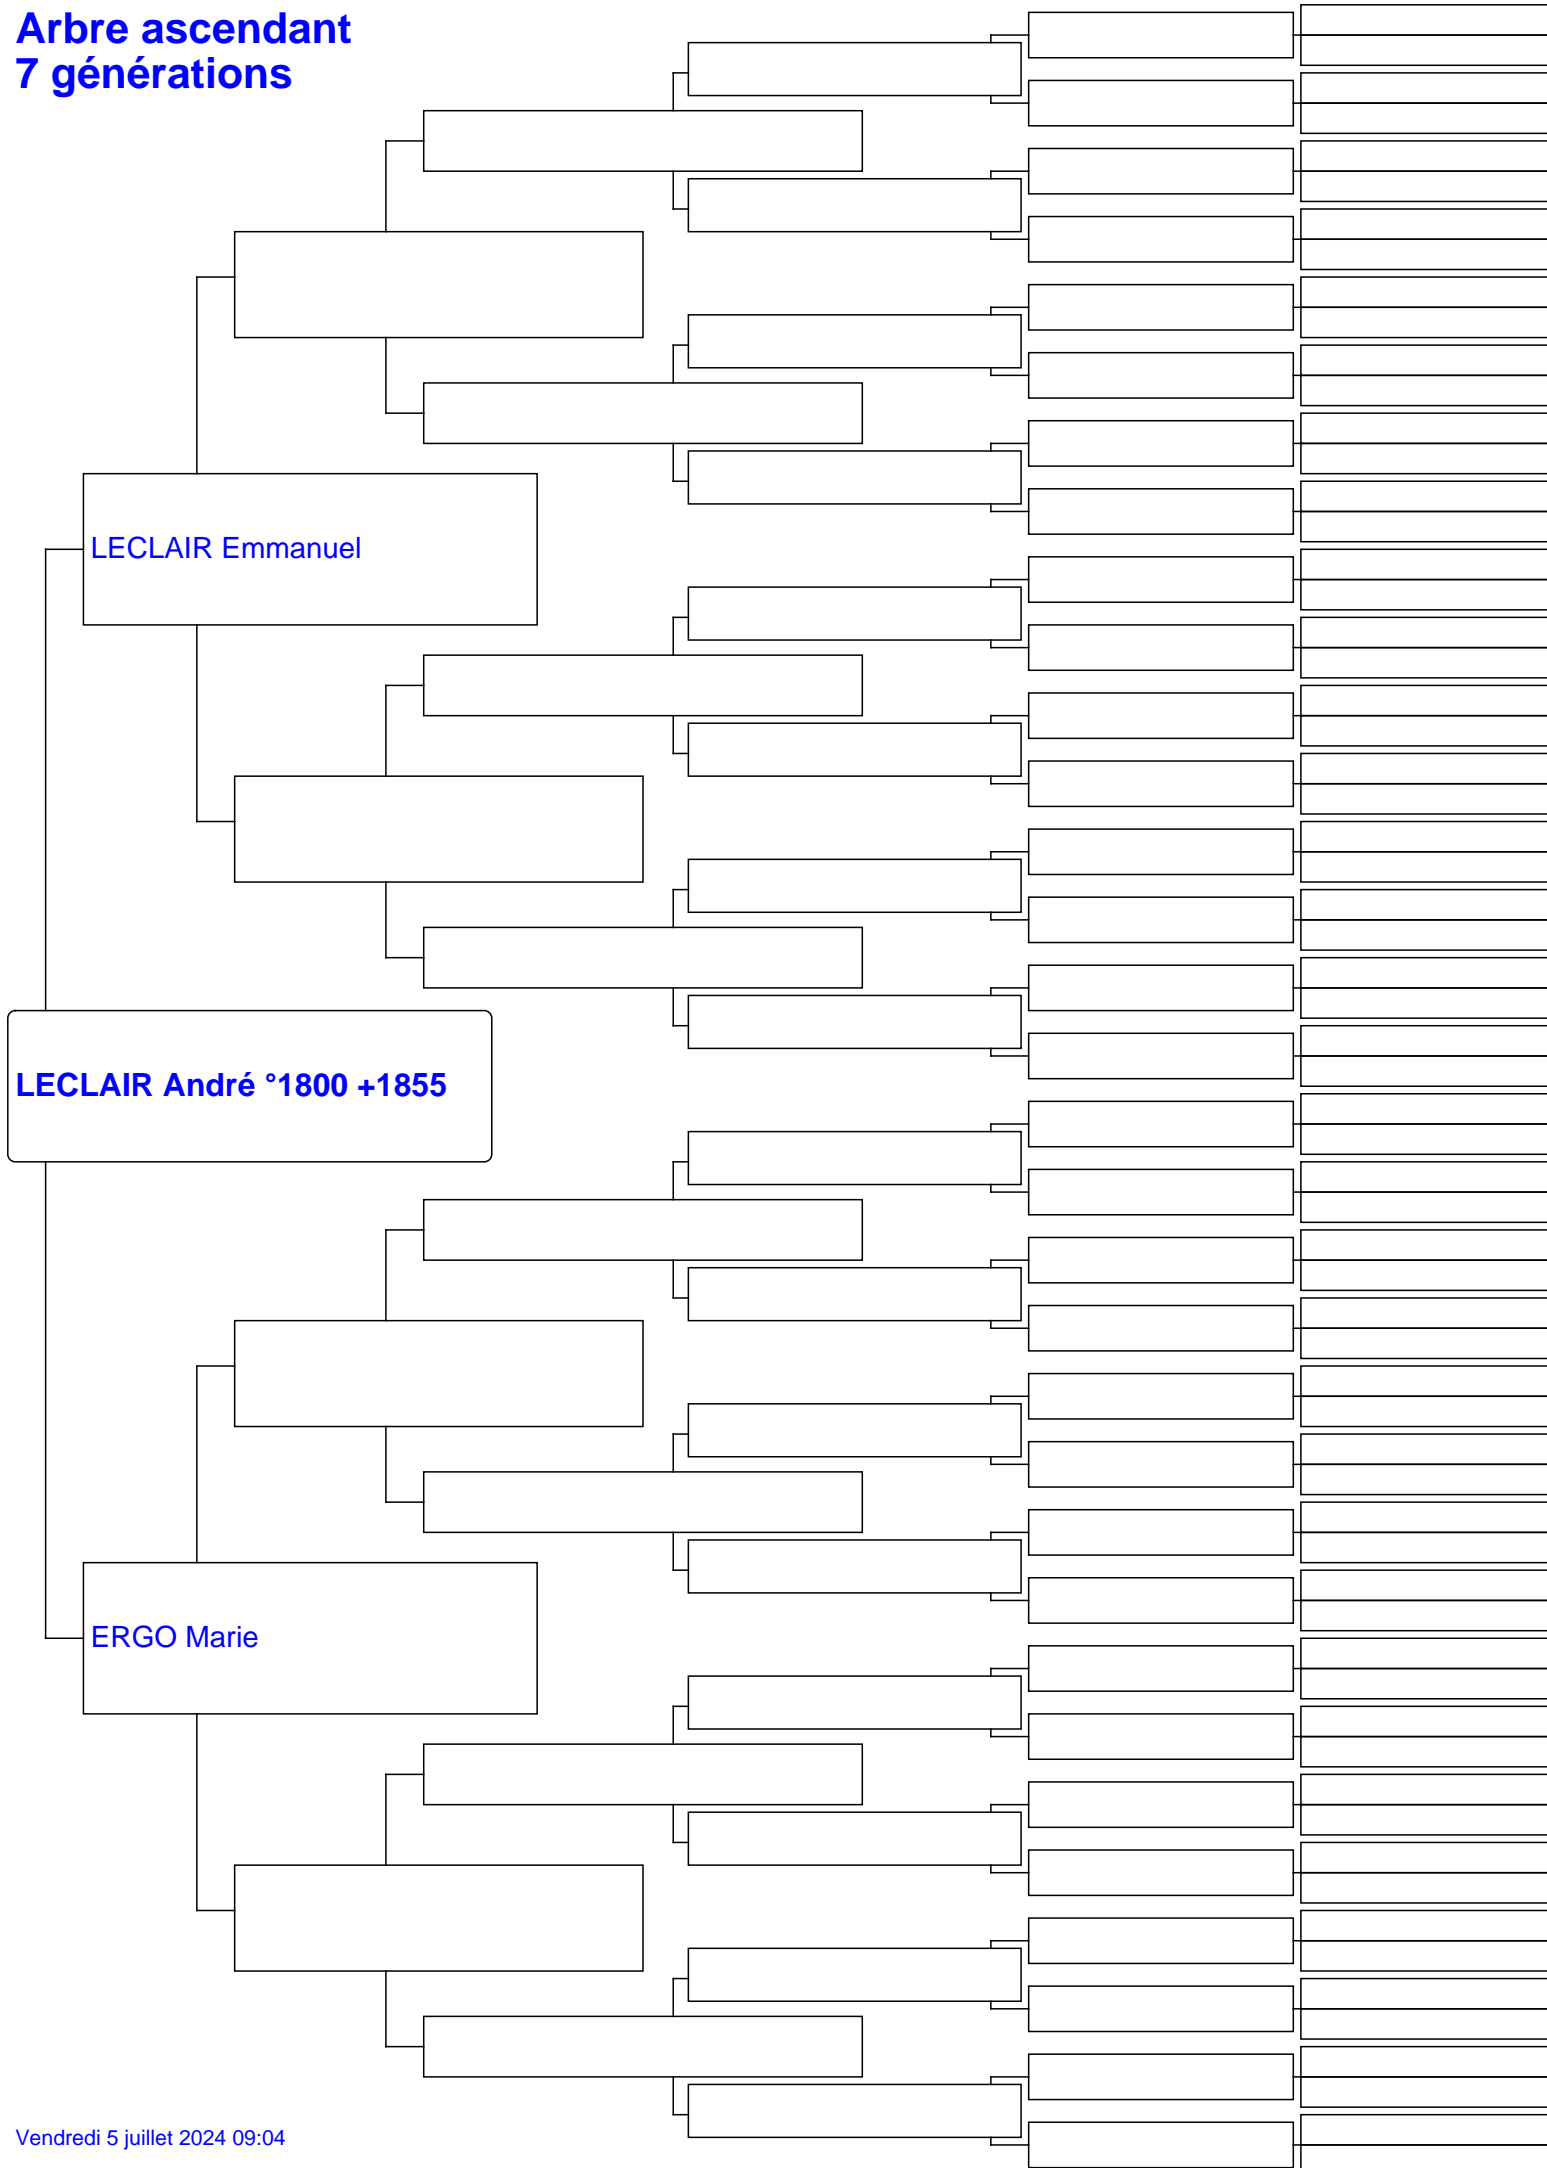 Arbre ascendant
7 générations
LECLAIR Emmanuel
LECLAIR André °1800 +1855
ERGO Marie
Vendredi 5 juillet 2024 09:04